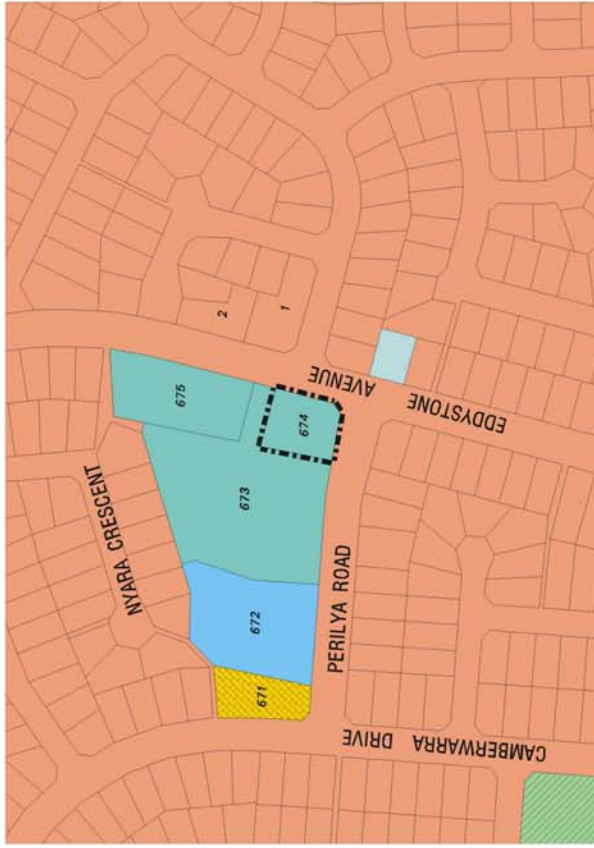 2
1
AVENUE
EDDYSTONE
675
674
673
NYARA CRESCENT
672
PERILYA ROAD
671
CAMBERWARRA DRIVE